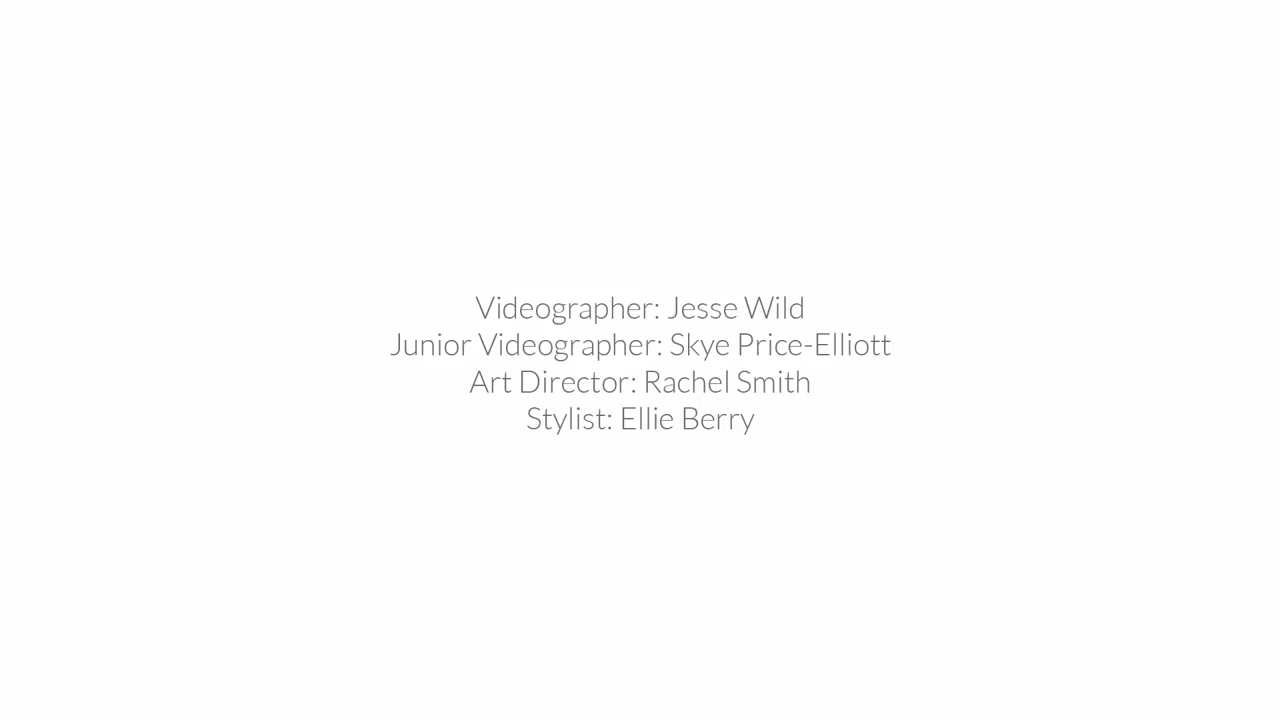 Videographer: Jesse Wild
Junior Videographer: Skye Price-Elliott
Art Director: Rachel Smith
Stylist: Ellie Berry